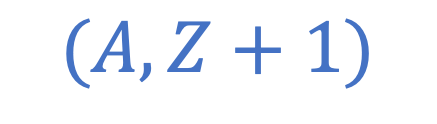 (A, Z + 1)